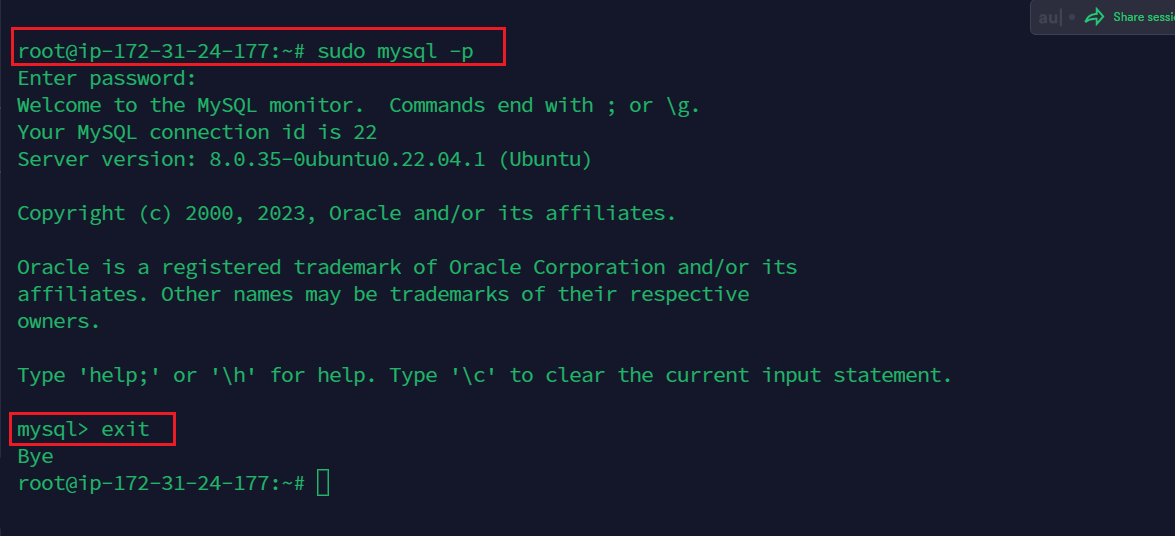 au| • Share sessi
root@ip-172-31-24-177:~# sudo mysql -p
Enter password:
Welcome to the MySQL monitor.  Commands end with ; or \g.
Your MySQL connection id is 22
Server version: 8.0.35-0ubuntu0.22.04.1 (Ubuntu)
Copyright (c) 2000, 2023, Oracle and/or its affiliates.
Oracle is a registered trademark of Oracle Corporation and/or its
affiliates. Other names may be trademarks of their respective
owners.
Type 'help;' or '\h' for help. Type '\c' to clear the current input statement.
mysql> exit
Bye
root@ip-172-31-24-177:~#